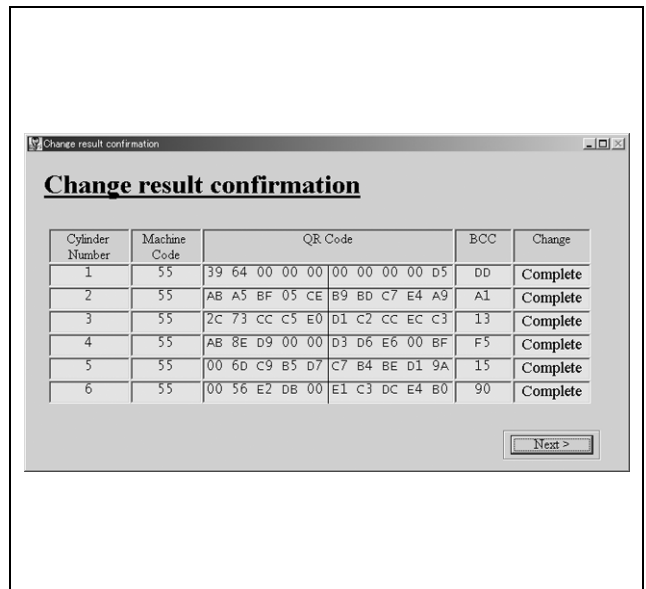 Change result confirmation
Change result confirmation
Cylinder Number Machine Code QR Code BCC Change
1 55 39 64 00 00 00 00 00 00 00 D5 DD Complete
2 55 AB A5 BF 05 CE B9 BD C7 E4 A9 A1 Complete
3 55 2C 73 CC C5 E0 D1 C2 CC EC C3 13 Complete
4 55 AB 8E D9 00 00 D3 D6 E6 00 BF F5 Complete
5 55 00 6D C9 B5 D7 C7 B4 BE D1 9A 15 Complete
6 55 00 56 E2 DB 00 E1 C3 DC E4 B0 90 Complete
Next >